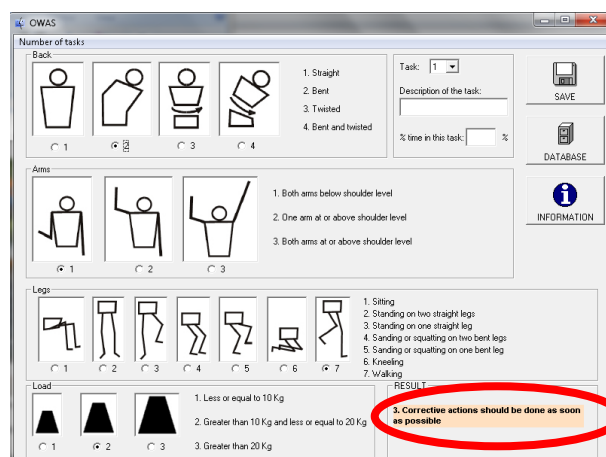 OWAS
Number of tasks
Back
1. Straight
2. Bent
3. Twisted
4. Bent and twisted
1 2 3 4
Task: 1
Description of the task:
% time in this task: %
SAVE
DATABASE
INFORMATION
Arms
1. Both arms below shoulder level
2. One arm at or above shoulder level
3. Both arms at or above shoulder level
1 2 3
Legs
1. Sitting
2. Standing on two straight legs
3. Standing on one straight leg
4. Sanding or squatting on two bent legs
5. Sanding or squatting on one bent leg
6. Kneeling
7. Walking
1 2 3 4 5 6 7
Load
1. Less or equal to 10 Kg
2. Greater than 10 Kg and less or equal to 20 Kg
3. Greater than 20 Kg
1 2 3
RESULT
3. Corrective actions should be done as soon
as possible